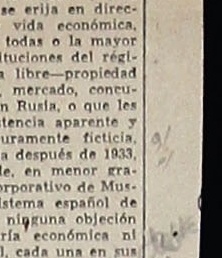 se erija en direc-
vida económica,
todas o la mayor
ituciones del régi-
a libre—propiedad
, mercado, concu-
n Rusia, o que les
stencia aparente y
uramente ficticia,
a después de 1933,
le, en menor gra-
orporativo de Mus-
istema español de
ninguna objeción
ría económica ni
l, cada una en sus